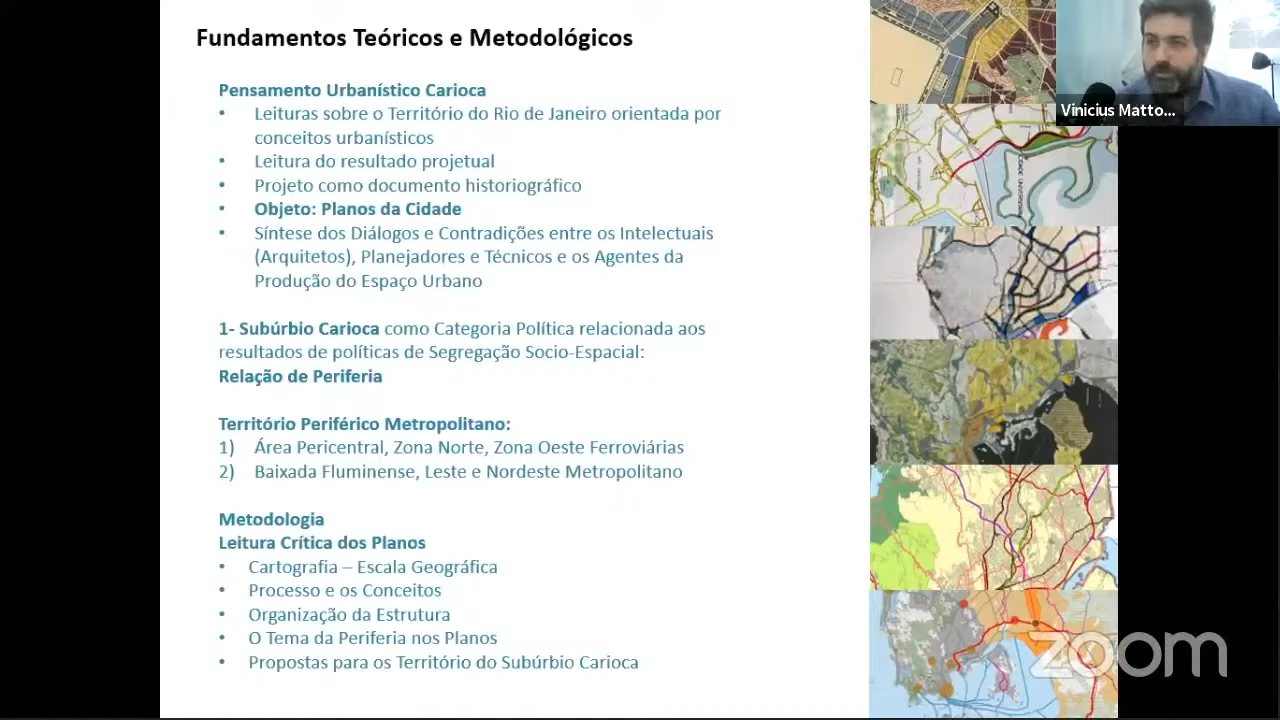 Fundamentos Teóricos e Metodológicos
Pensamento Urbanístico Carioca
• Leituras sobre o Território do Rio de Janeiro orientada por
conceitos urbanísticos
• Leitura do resultado projetual
• Projeto como documento historiográfico
• Objeto: Planos da Cidade
• Síntese dos Diálogos e Contradições entre os Intelectuais
(Arquitetos), Planejadores e Técnicos e os Agentes da
Produção do Espaço Urbano
1- Subúrbio Carioca como Categoria Política relacionada aos
resultados de políticas de Segregação Socio-Espacial:
Relação de Periferia
Território Periférico Metropolitano:
1) Área Pericentral, Zona Norte, Zona Oeste Ferroviárias
2) Baixada Fluminense, Leste e Nordeste Metropolitano
Metodologia
Leitura Crítica dos Planos
• Cartografia – Escala Geográfica
• Processo e os Conceitos
• Organização da Estrutura
• O Tema da Periferia nos Planos
• Propostas para os Território do Subúrbio Carioca
Vinicius Matto...
zoom